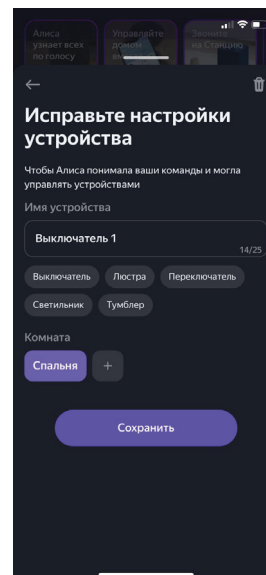 Алиса
узнает всех
по голосу
Управляйте
домом
Звоните
на Станцию
Исправьте настройки
устройства
Чтобы Алиса понимала ваши команды и могла
управлять устройствами
Имя устройства
Выключатель 1
14/25
Выключатель Люстра Переключатель
Светильник Тумблер
Комната
Спальня +
Сохранить